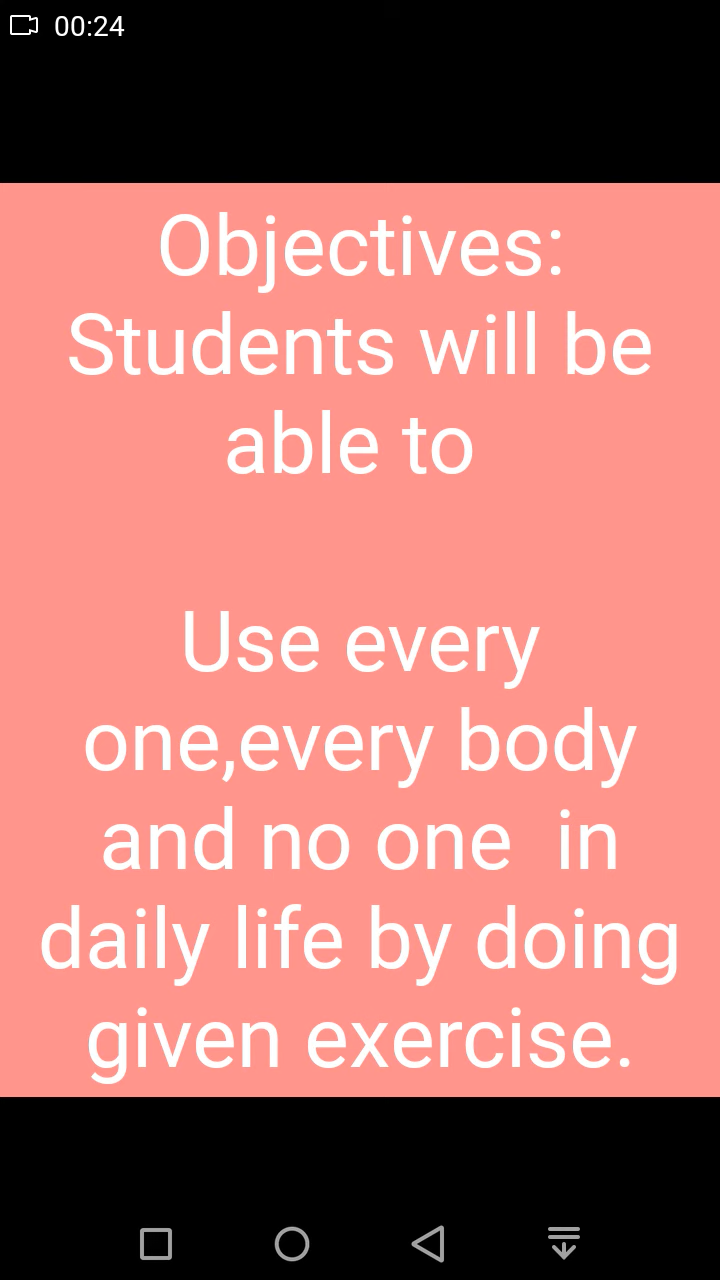 00:24
Objectives:
Students will be
able to
Use every
one,every body
and no one  in
daily life by doing
given exercise.